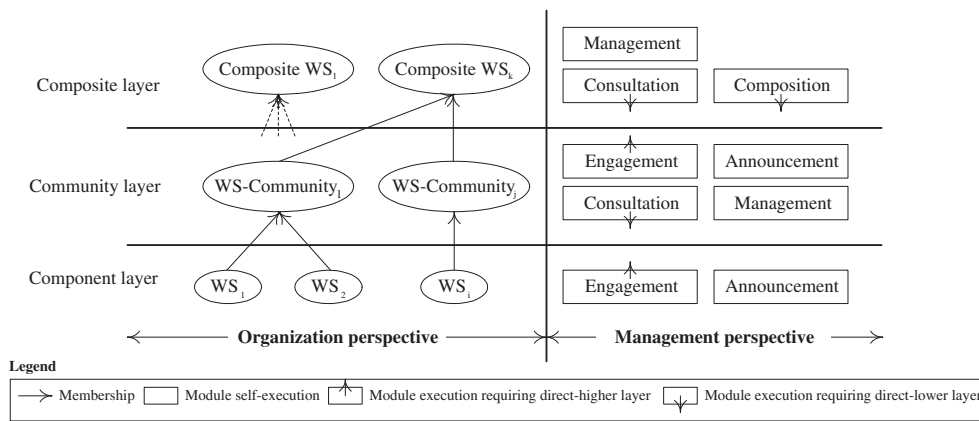 Management
Composite WS1
Composite WSk
Composite layer
Consultation
Composition
Engagement
Announcement
Community layer
WS-Community1
WS-Communityj
Consultation
Management
Component layer
WS1
WS2
WSi
Engagement
Announcement
Organization perspective
Management perspective
Legend
Membership
Module self-execution
Module execution requiring direct-higher layer
Module execution requiring direct-lower layer